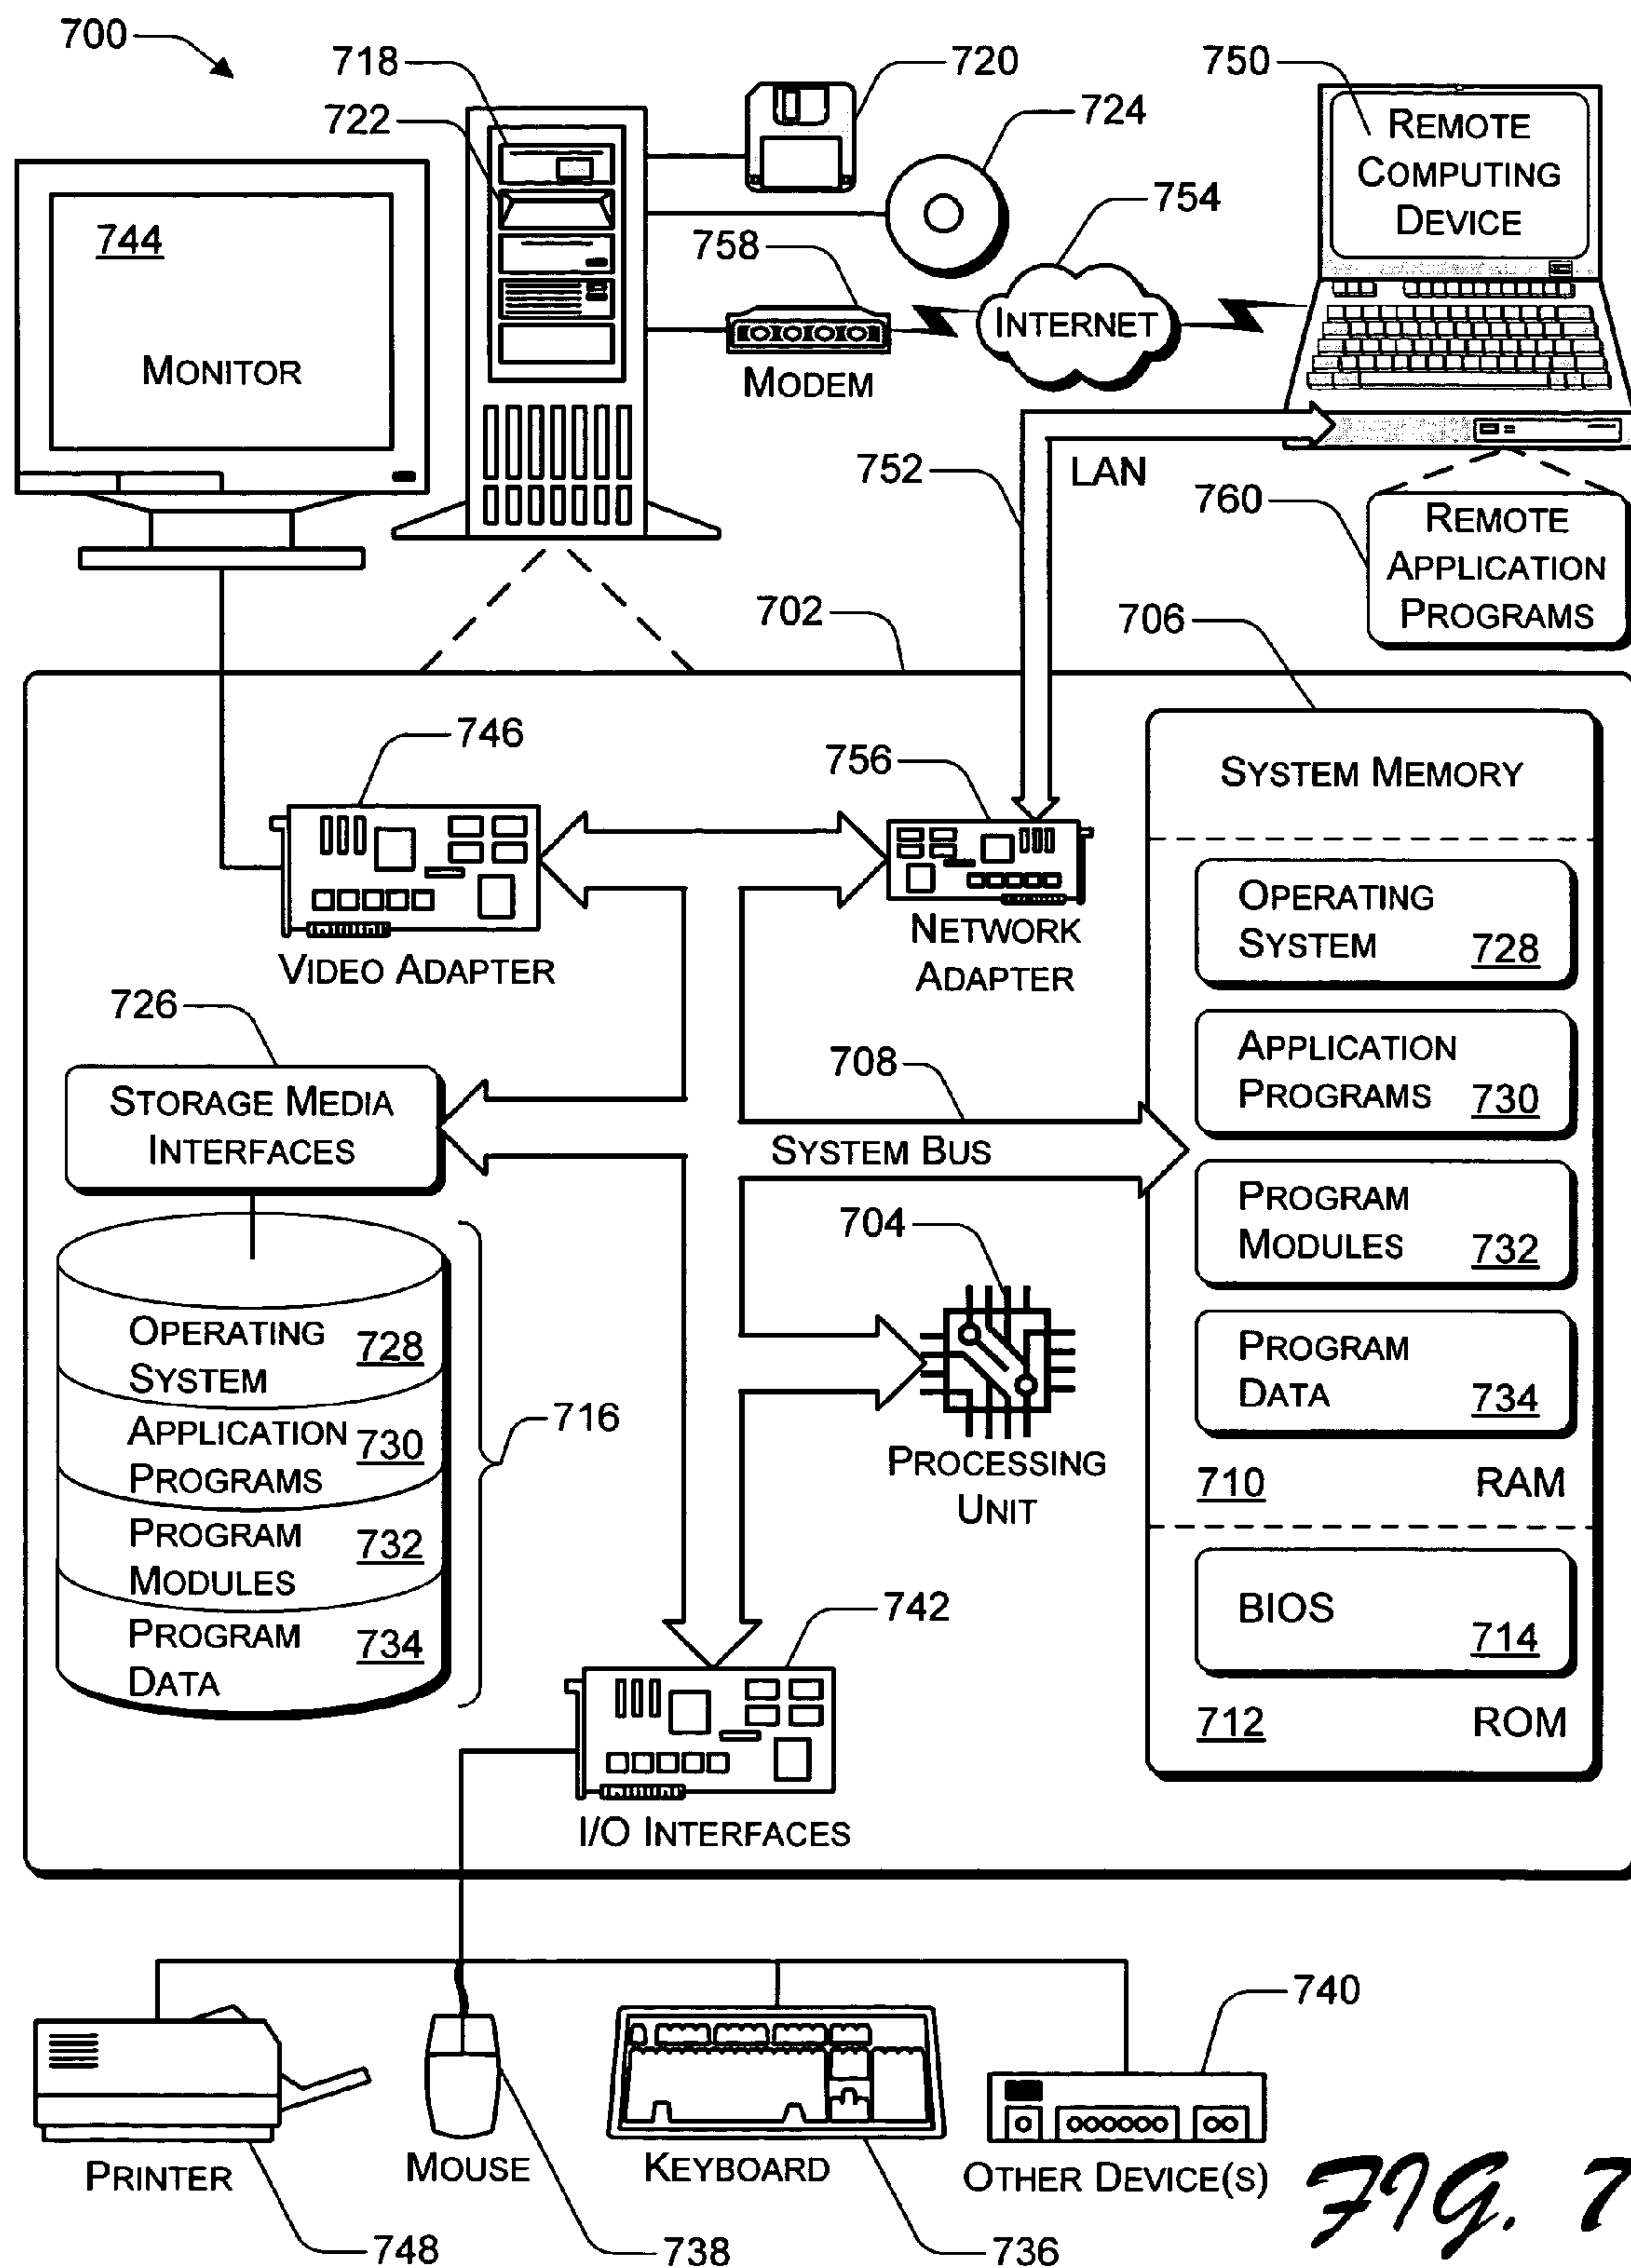 700
718
720
750
722
724
REMOTE
COMPUTING
DEVICE
754
744
758
MONITOR
INTERNET
MODEM
752
LAN
760
REMOTE
APPLICATION
PROGRAMS
702
706
746
756
SYSTEM MEMORY
OPERATING
SYSTEM 728
NETWORK
ADAPTER
VIDEO ADAPTER
726
708
APPLICATION
PROGRAMS 730
STORAGE MEDIA
INTERFACES
SYSTEM BUS
PROGRAM
MODULES 732
704
OPERATING
SYSTEM 728
PROGRAM
DATA 734
716
APPLICATION
PROGRAMS 730
PROCESSING
UNIT
710 RAM
PROGRAM
MODULES 732
742
BIOS
714
PROGRAM
DATA 734
712 ROM
I/O INTERFACES
740
PRINTER
MOUSE
KEYBOARD
OTHER DEVICE(S)
748
738
736
FIG. 7